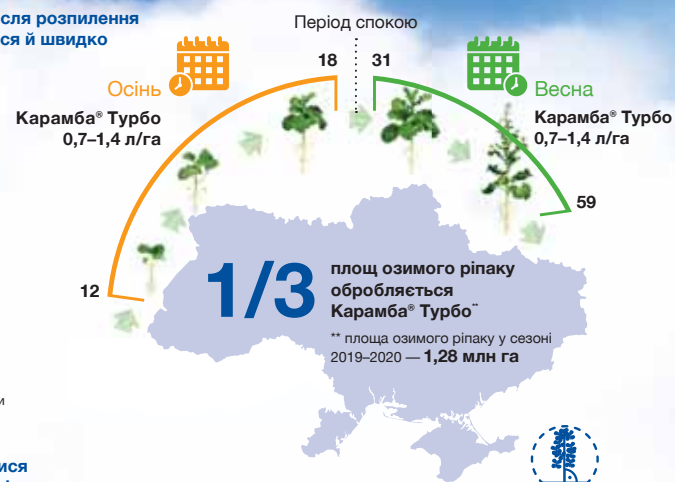 сля розпилення
ся й швидко
Період спокою
18
31
Осінь
Весна
Карамба® Турбо
0,7–1,4 л/га
Карамба® Турбо
0,7–1,4 л/га
59
12
1/3
площ озимого ріпаку
обробляється
Карамба® Турбо**
** площа озимого ріпаку у сезоні
2019–2020 — 1,28 млн га
и
ися